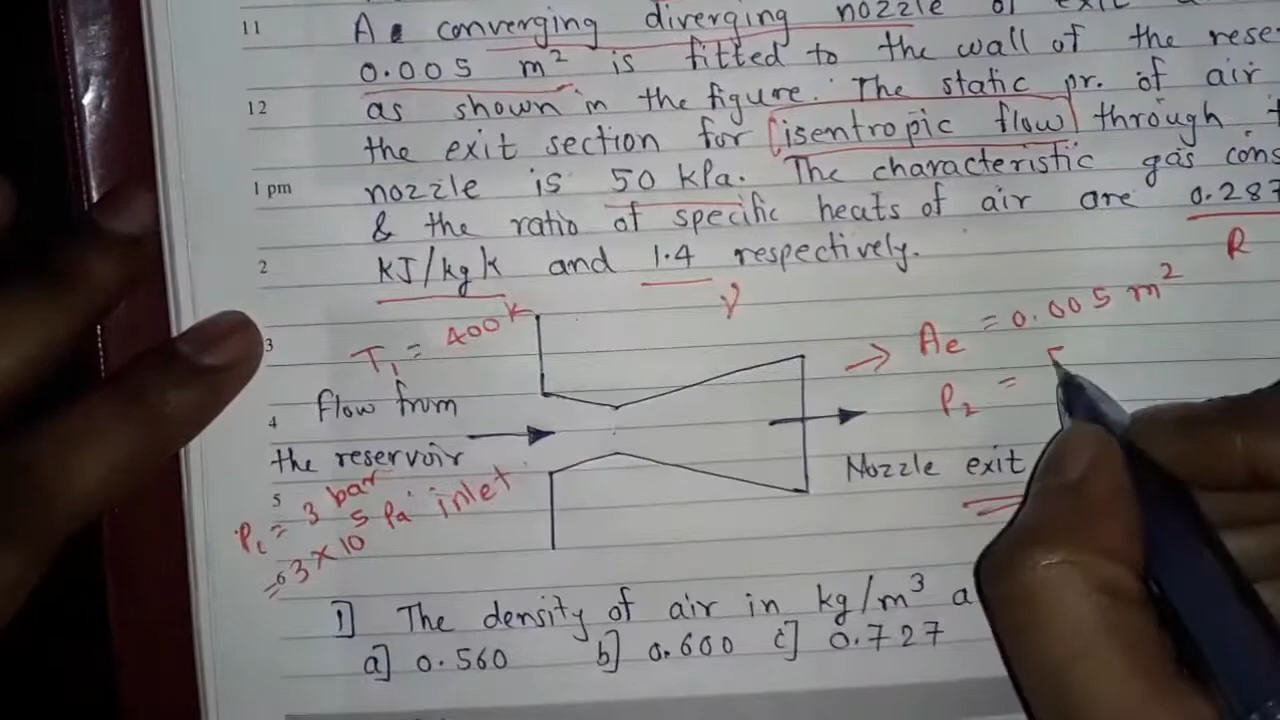 11
A converging diverging nozzle of exit
0.005 m² is fitted to the wall of the rese
12
as shown in the figure. The static pr. of air
the exit section for isentropic flow through
1 pm
nozzle is 50 kPa. The characteristic gas cons
& the ratio of specific heats of air are 0.287
2
KJ/kg K and 1.4 respectively.
R
γ
3
T₁ = 400 K
→ Ae = 0.005 m²
P₂ =
4
flow from
the reservoir
Nozzle exit
5
P₁ = 3 bar inlet
= 3 × 10⁵ Pa
6
1] The density of air in kg/m³ a
a] 0.560 b] 0.600 c] 0.727